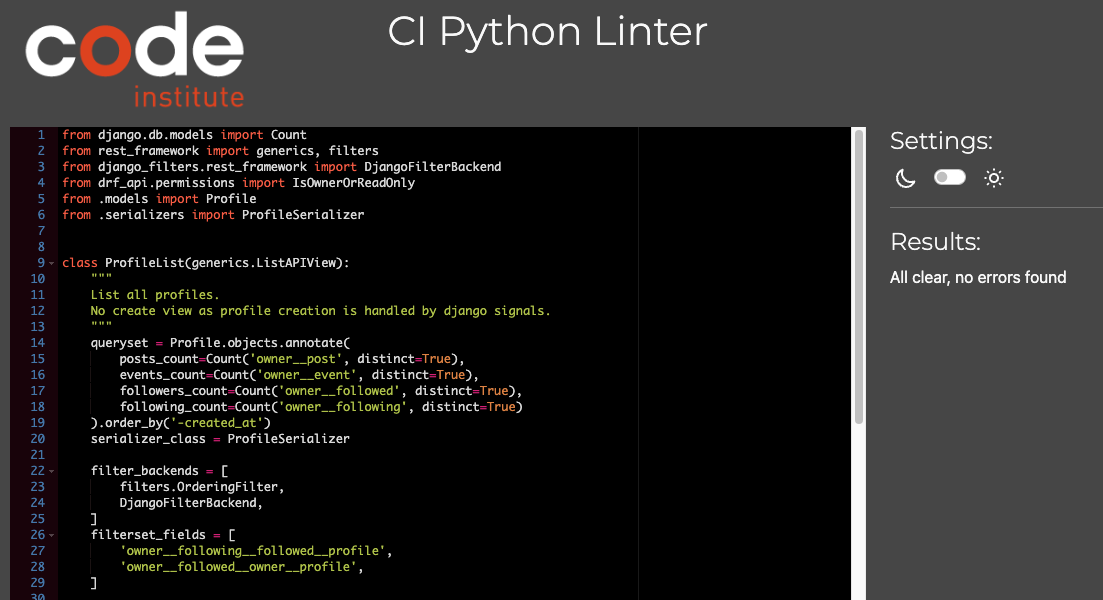 code
institute
CI Python Linter
1 from django.db.models import Count
2 from rest_framework import generics, filters
3 from django_filters.rest_framework import DjangoFilterBackend
4 from drf_api.permissions import IsOwnerOrReadOnly
5 from .models import Profile
6 from .serializers import ProfileSerializer
7
8
9 class ProfileList(generics.ListAPIView):
10 """
11 List all profiles.
12 No create view as profile creation is handled by django signals.
13 """
14 queryset = Profile.objects.annotate(
15 posts_count=Count('owner__post', distinct=True),
16 events_count=Count('owner__event', distinct=True),
17 followers_count=Count('owner__followed', distinct=True),
18 following_count=Count('owner__following', distinct=True)
19 ).order_by('-created_at')
20 serializer_class = ProfileSerializer
21
22 filter_backends = [
23 filters.OrderingFilter,
24 DjangoFilterBackend,
25 ]
26 filterset_fields = [
27 'owner__following__followed__profile',
28 'owner__followed__owner__profile',
29 ]
30
Settings:
Results:
All clear, no errors found